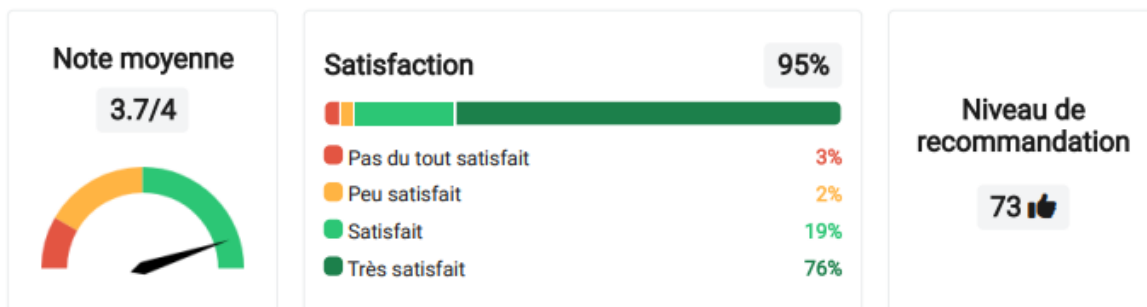 Note moyenne
3.7/4
Satisfaction
95%
Pas du tout satisfait 3%
Peu satisfait 2%
Satisfait 19%
Très satisfait 76%
Niveau de
recommandation
73